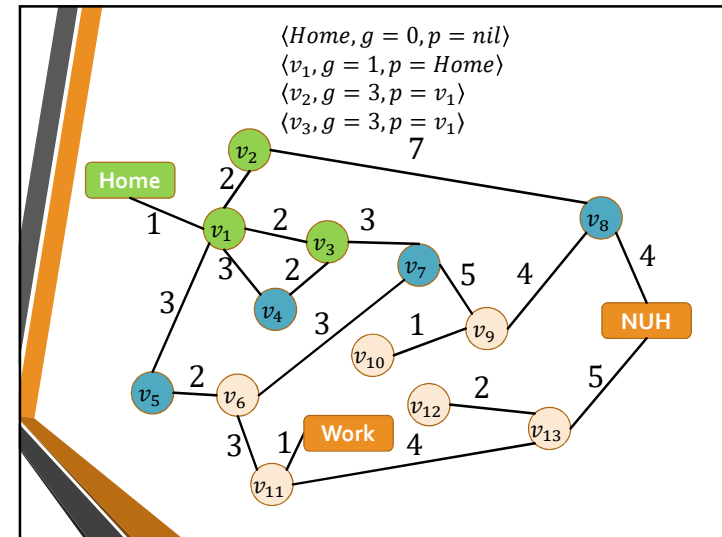 ⟨Home, g = 0, p = nil⟩
⟨v₁, g = 1, p = Home⟩
⟨v₂, g = 3, p = v₁⟩
⟨v₃, g = 3, p = v₁⟩
v₂
7
Home
2
1
v₁
2
v₃
3
v₈
3
2
v₇
5
4
4
v₄
3
3
1
v₉
NUH
v₁₀
v₅
2
v₆
v₁₂
2
5
3
1
Work
4
v₁₃
v₁₁